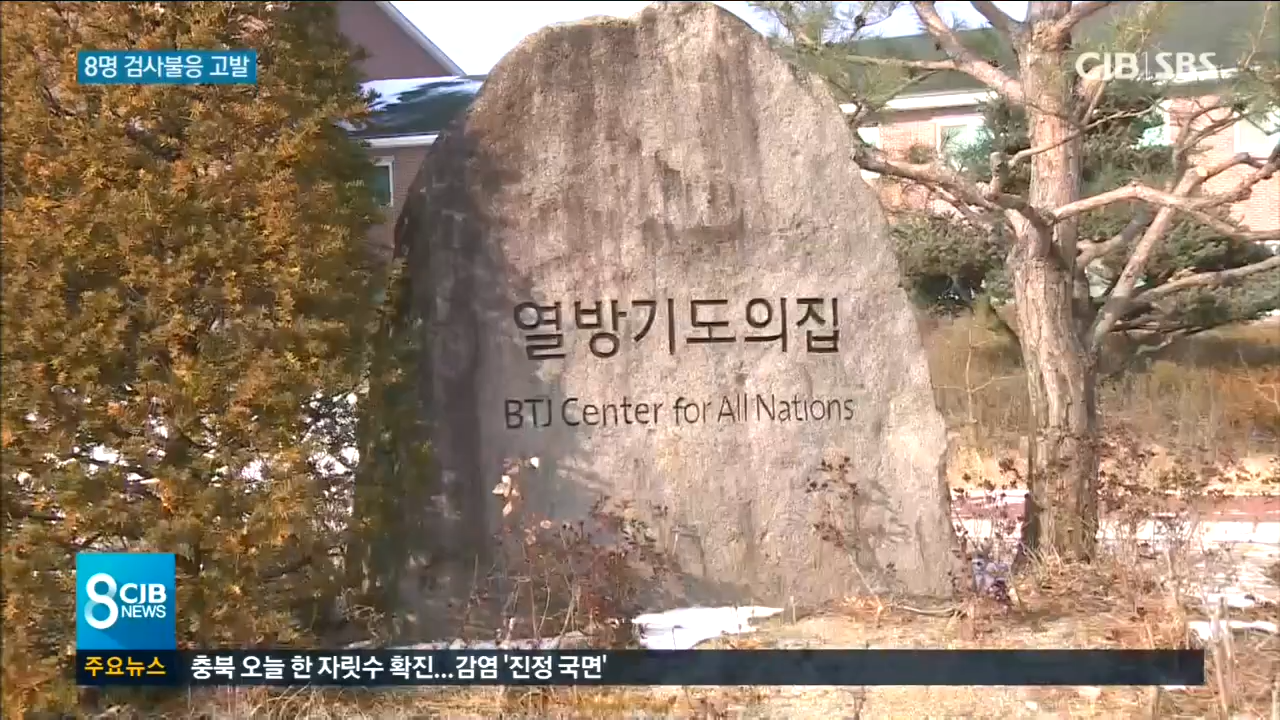 8명 검사불응 고발
CJB SBS
열방기도의집
BTJ Center for All Nations
8 CJB
NEWS
주요뉴스 충북 오늘 한 자릿수 확진...감염 '진정 국면'